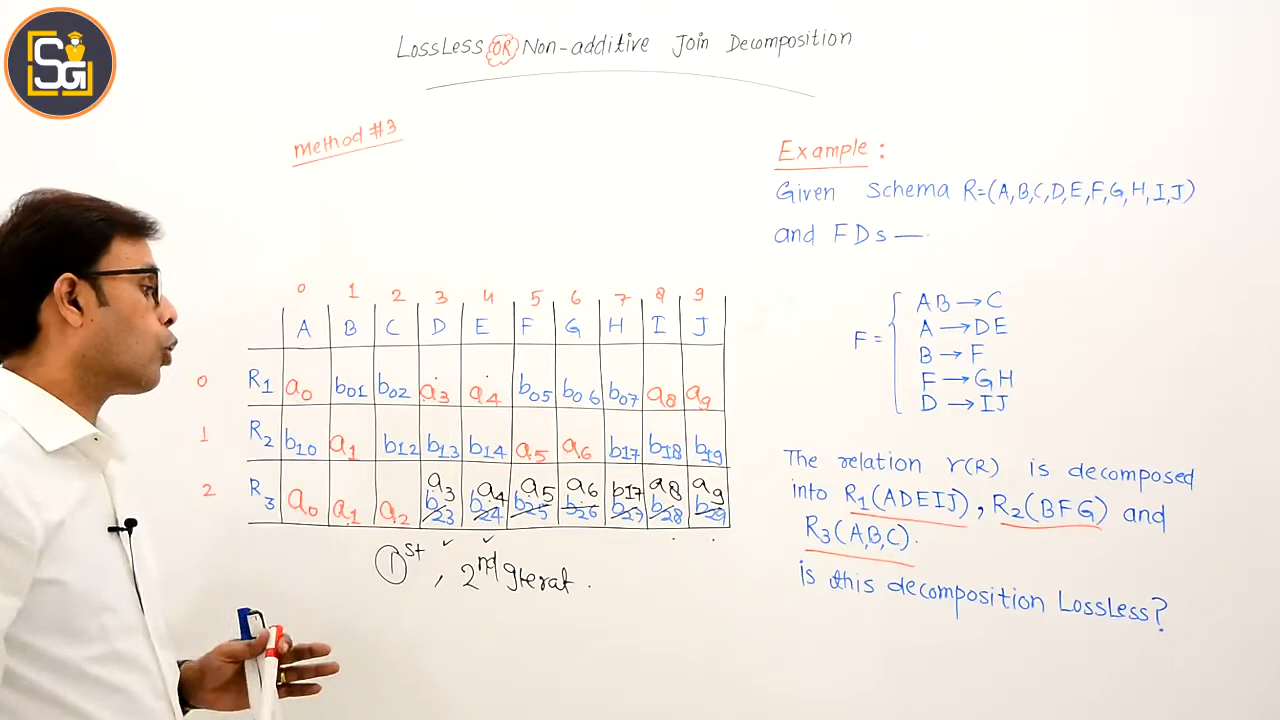 SG
LossLess OR Non-additive Join Decomposition
method #3
Example :
Given Schema R=(A,B,C,D,E,F,G,H,I,J)
and FDs —
0 1 2 3 4 5 6 7 8 9
A B C D E F G H I J
0 R1 a0 b01 b02 a3 a4 b05 b06 b07 a8 a9
1 R2 b10 a1 b12 b13 b14 a5 a6 b17 b18 b19
a3 a4 a5 a6 b17 a8 a9
2 R3 a0 a1 a2 b23 b24 b25 b26 b27 b28 b29
1st , 2nd Iterat .
F = { AB → C
A → DE
B → F
F → GH
D → IJ
The relation r(R) is decomposed
into R1(ADEIJ), R2(BFG) and
R3(A,B,C).
is this decomposition LossLess?